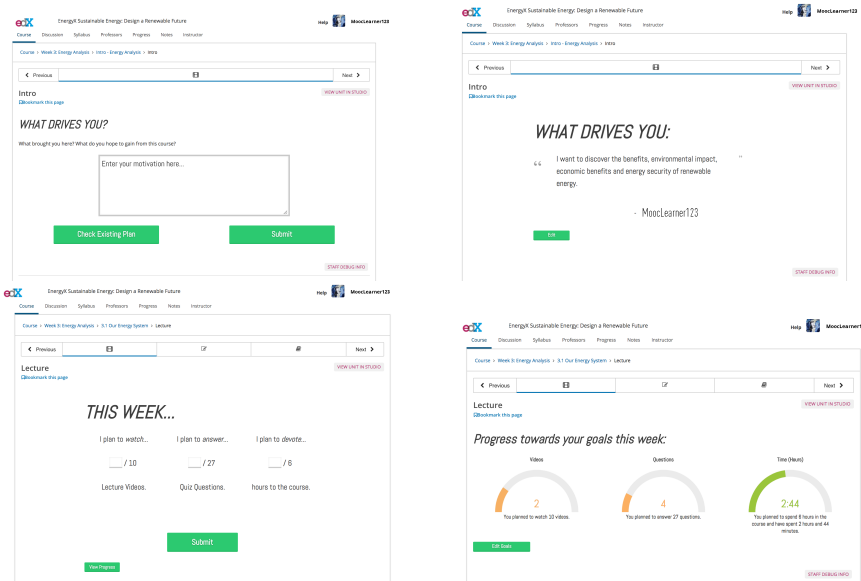 edX
EnergyX Sustainable Energy: Design a Renewable Future
Help
MoocLearner123
Course Discussion Syllabus Professors Progress Notes Instructor
Course > Week 3: Energy Analysis > Intro - Energy Analysis > Intro
< Previous
Next >
Intro
VIEW UNIT IN STUDIO
Bookmark this page
WHAT DRIVES YOU?
What brought you here? What do you hope to gain from this course?
Enter your motivation here...
Check Existing Plan
Submit
STAFF DEBUG INFO
edX
EnergyX Sustainable Energy: Design a Renewable Future
Help
MoocLearner123
Course Discussion Syllabus Professors Progress Notes Instructor
Course > Week 3: Energy Analysis > Intro - Energy Analysis > Intro
< Previous
Next >
Intro
VIEW UNIT IN STUDIO
Bookmark this page
WHAT DRIVES YOU:
“ I want to discover the benefits, environmental impact, ”
economic benefits and energy security of renewable
energy.
- MoocLearner123
Edit
STAFF DEBUG INFO
edX
EnergyX Sustainable Energy: Design a Renewable Future
Help
MoocLearner123
Course Discussion Syllabus Professors Progress Notes Instructor
Course > Week 3: Energy Analysis > 3.1 Our Energy System > Lecture
< Previous
Next >
Lecture
VIEW UNIT IN STUDIO
Bookmark this page
THIS WEEK...
I plan to watch... I plan to answer... I plan to devote...
/ 10 / 27 / 6
Lecture Videos. Quiz Questions. hours to the course.
Submit
View Progress
edX
EnergyX Sustainable Energy: Design a Renewable Future
Help
MoocLearner1
Course Discussion Syllabus Professors Progress Notes Instructor
Course > Week 3: Energy Analysis > 3.1 Our Energy System > Lecture
< Previous
Next >
Lecture
VIEW UNIT IN STUDIO
Bookmark this page
Progress towards your goals this week:
Videos Questions Time (Hours)
2 4 2:44
You planned to watch 10 videos.
You planned to answer 27 questions.
You planned to spend 6 hours in the
course and have spent 2 hours and 44
minutes.
Edit Goals
STAFF DEBUG INFO